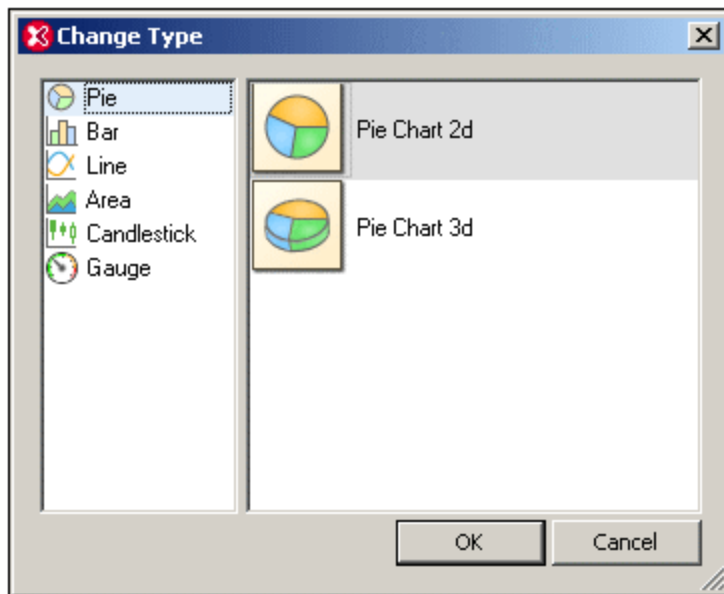 Change Type
Pie
Bar
Line
Area
Candlestick
Gauge
Pie Chart 2d
Pie Chart 3d
OK
Cancel